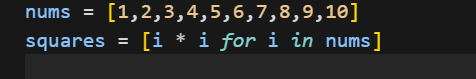 nums = [1,2,3,4,5,6,7,8,9,10]
squares = [i * i for i in nums]